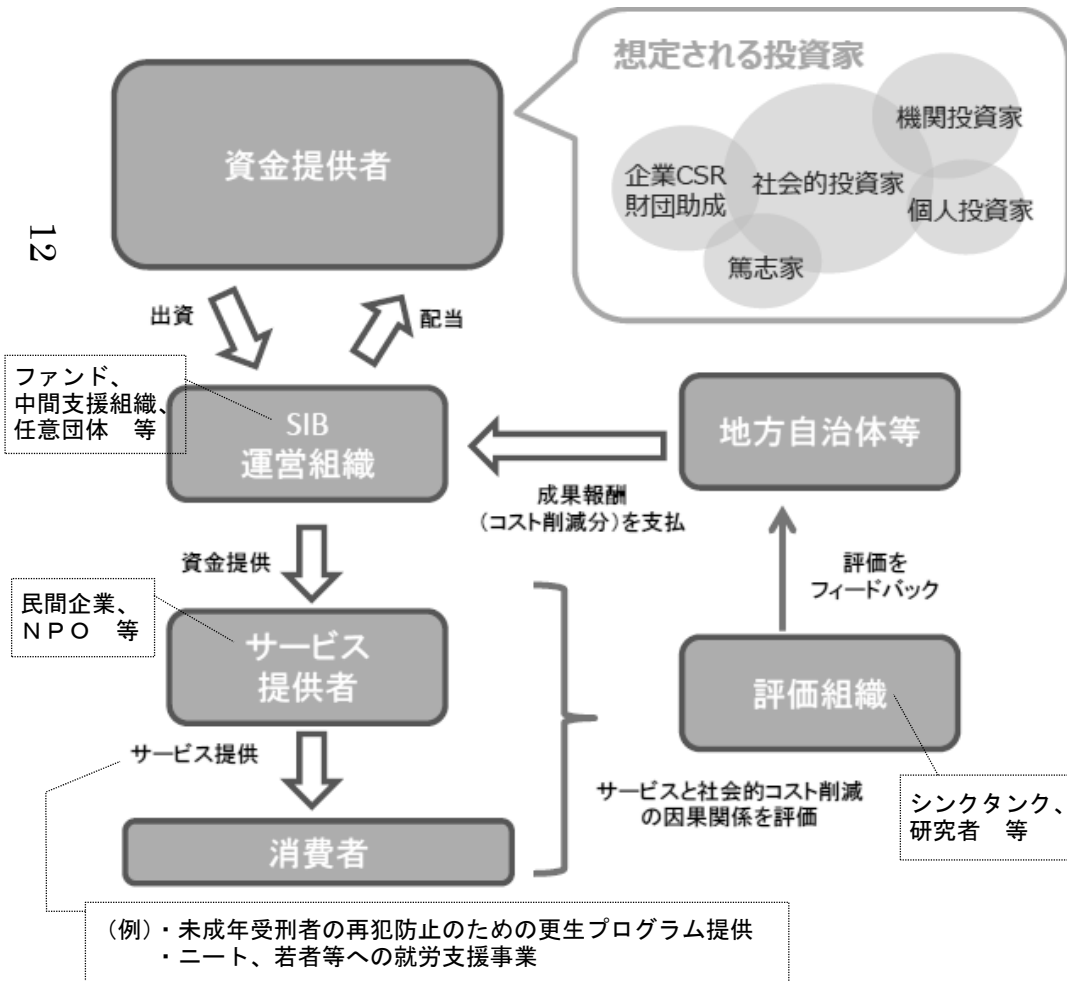 想定される投資家
機関投資家
企業CSR
財団助成
社会的投資家
個人投資家
篤志家
資金提供者
12
出資
配当
ファンド、
中間支援組織、
任意団体 等
SIB
運営組織
地方自治体等
成果報酬
(コスト削減分)を支払
資金提供
評価を
フィードバック
民間企業、
NPO 等
サービス
提供者
評価組織
サービス提供
サービスと社会的コスト削減
の因果関係を評価
シンクタンク、
研究者 等
消費者
(例)・未成年受刑者の再犯防止のための更生プログラム提供
・ニート、若者等への就労支援事業